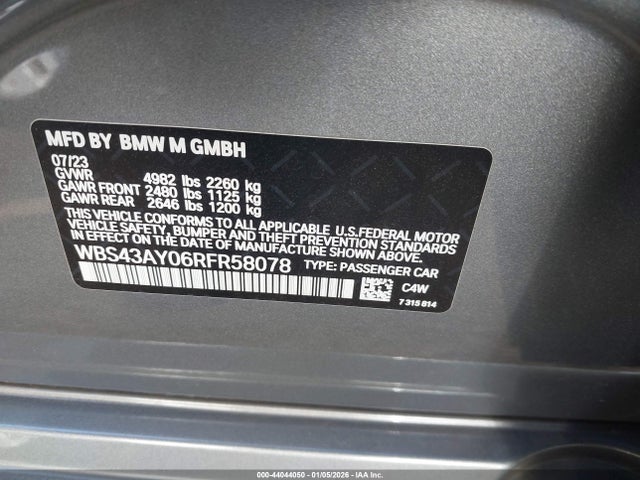 MFD BY BMW M GMBH
07/23
GVWR 4982 lbs 2260 kg
GAWR FRONT 2480 lbs 1125 kg
GAWR REAR 2646 lbs 1200 kg
THIS VEHICLE CONFORMS TO ALL APPLICABLE U.S.FEDERAL MOTOR
VEHICLE SAFETY, BUMPER AND THEFT PREVENTION STANDARDS
IN EFFECT ON THE DATE OF MANUFACTURE SHOWN ABOVE.
WBS43AY06RFR58078 TYPE: PASSENGER CAR
C4W
7 315 814
000-44044050 | 01/05/2026 | IAA Inc.